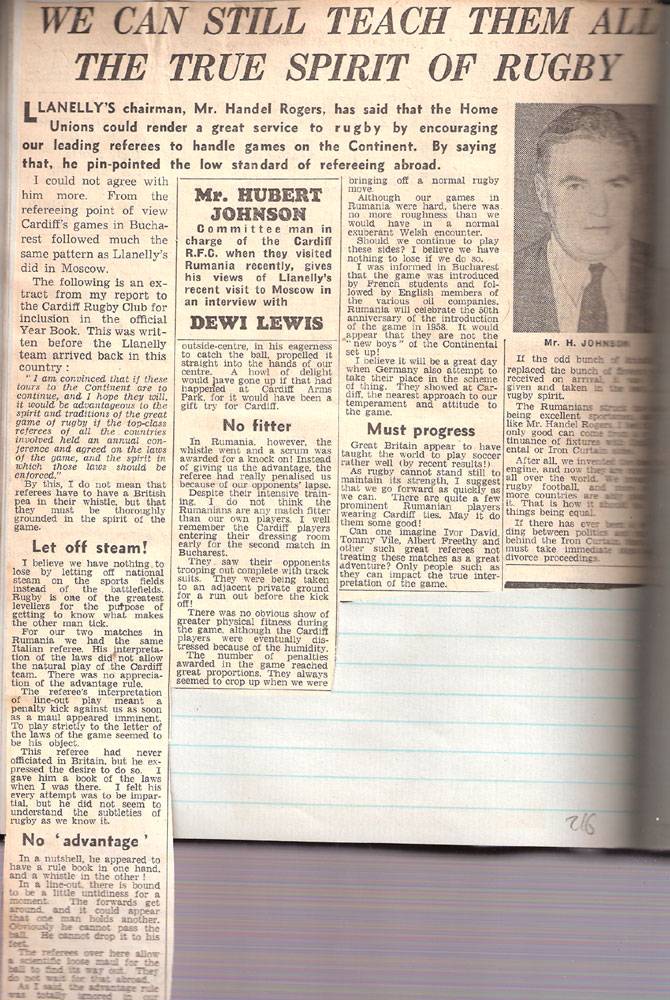 WE CAN STILL TEACH THEM ALL
THE TRUE SPIRIT OF RUGBY
LLANELLY'S chairman, Mr. Handel Rogers, has said that the Home
Unions could render a great service to rugby by encouraging
our leading referees to handle games on the Continent. By saying
that, he pin-pointed the low standard of refereeing abroad.
I could not agree with
him more. From the
refereeing point of view
Cardiff's games in Bucha-
rest followed much the
same pattern as Llanelly's
did in Moscow.
The following is an ex-
tract from my report to
the Cardiff Rugby Club for
inclusion in the official
Year Book. This was writ-
ten before the Llanelly
team arrived back in this
country :
" I am convinced that if these
tours to the Continent are to
continue, and I hope they will,
it would be advantageous to the
spirit and traditions of the great
game of rugby if the top-class
referees of all the countries
involved held an annual con-
ference and agreed on the laws
of the game, and the spirit in
which those laws should be
enforced."
By this, I do not mean that
referees have to have a British
pea in their whistle, but that
they must be thoroughly
grounded in the spirit of the
game.
Let off steam!
I believe we have nothing to
lose by letting off national
steam on the sports fields
instead of the battlefields.
Rugby is one of the greatest
levellers for the purpose of
getting to know what makes
the other man tick.
For our two matches in
Rumania we had the same
Italian referee. His interpreta-
tion of the laws did not allow
the natural play of the Cardiff
team. There was no apprecia-
tion of the advantage rule.
The referee's interpretation
of line-out play meant a
penalty kick against us as soon
as a maul appeared imminent.
To play strictly to the letter of
the laws of the game seemed to
be his object.
This referee had never
officiated in Britain, but he ex-
pressed the desire to do so. I
gave him a book of the laws
when I was there. I felt his
every attempt was to be impar-
tial, but he did not seem to
understand the subtleties of
rugby as we know it.
No ' advantage '
In a nutshell, he appeared to
have a rule book in one hand,
and a whistle in the other !
In a line-out, there is bound
to be a little untidiness for a
moment. The forwards get
around, and it could appear
that one man holds another.
Obviously he cannot pass the
ball. He cannot drop it to his
feet.
The referees over here allow
a scientific loose maul for the
ball to find its way out. They
do not wait for that abroad.
As I said, the advantage rule
was totally ignored in our
Mr. HUBERT
JOHNSON
Committee man in
charge of the Cardiff
R.F.C. when they visited
Rumania recently, gives
his views of Llanelly's
recent visit to Moscow in
an interview with
DEWI LEWIS
outside-centre, in his eagerness
to catch the ball, propelled it
straight into the hands of our
centre. A howl of delight
would have gone up if that had
happened at Cardiff Arms
Park, for it would have been a
gift try for Cardiff.
No fitter
In Rumania, however, the
whistle went and a scrum was
awarded for a knock on! Instead
of giving us the advantage, the
referee had really penalised us
because of our opponents' lapse.
Despite their intensive train-
ing, I do not think the
Rumanians are any match fitter
than our own players. I well
remember the Cardiff players
entering their dressing room
early for the second match in
Bucharest.
They saw their opponents
trooping out complete with track
suits. They were being taken
to an adjacent private ground
for a run out before the kick
off!
There was no obvious show of
greater physical fitness during
the game, although the Cardiff
players were eventually dis-
tressed because of the humidity.
The number of penalties
awarded in the game reached
great proportions. They always
seemed to crop up when we were
bringing off a normal rugby
move.
Although our games in
Rumania were hard, there was
no more roughness than we
would have in a normal
exuberant Welsh encounter.
Should we continue to play
these sides? I believe we have
nothing to lose if we do so.
I was informed in Bucharest
that the game was introduced
by French students and fol-
lowed by English members of
the various oil companies.
Rumania will celebrate the 50th
anniversary of the introduction
of the game in 1958. It would
appear that they are not the
" new boys " of the Continental
set up!
I believe it will be a great day
when Germany also attempt to
take their place in the scheme
of thing. They showed at Car-
diff, the nearest approach to our
temperament and attitude to
the game.
Must progress
Great Britain appear to have
taught the world to play soccer
rather well (by recent results!)
As rugby cannot stand still to
maintain its strength, I suggest
that we go forward as quickly as
we can. There are quite a few
prominent Rumanian players
wearing Cardiff ties. May it do
them some good!
Can one imagine Ivor David,
Tommy Vile, Albert Freethy and
other such great referees not
treating these matches as a great
adventure? Only people such as
they can impact the true inter-
pretation of the game.
Mr. H. JOHNSON
If the odd bunch of
replaced the bunch of
received on arrival, is
given and taken in the
rugby spirit.
The Rumanians struck
being excellent
like Mr. Handel Rogers, I
only good can come
tinuance of fixtures
ental or Iron Curtain
After all, we invented
engine, and now they
all over the world. We
rugby football, and
more countries are
it. That is how it
things being equal.
If there has ever been
ding between politics
behind the Iron Curtain
must take immediate
divorce proceedings.
216